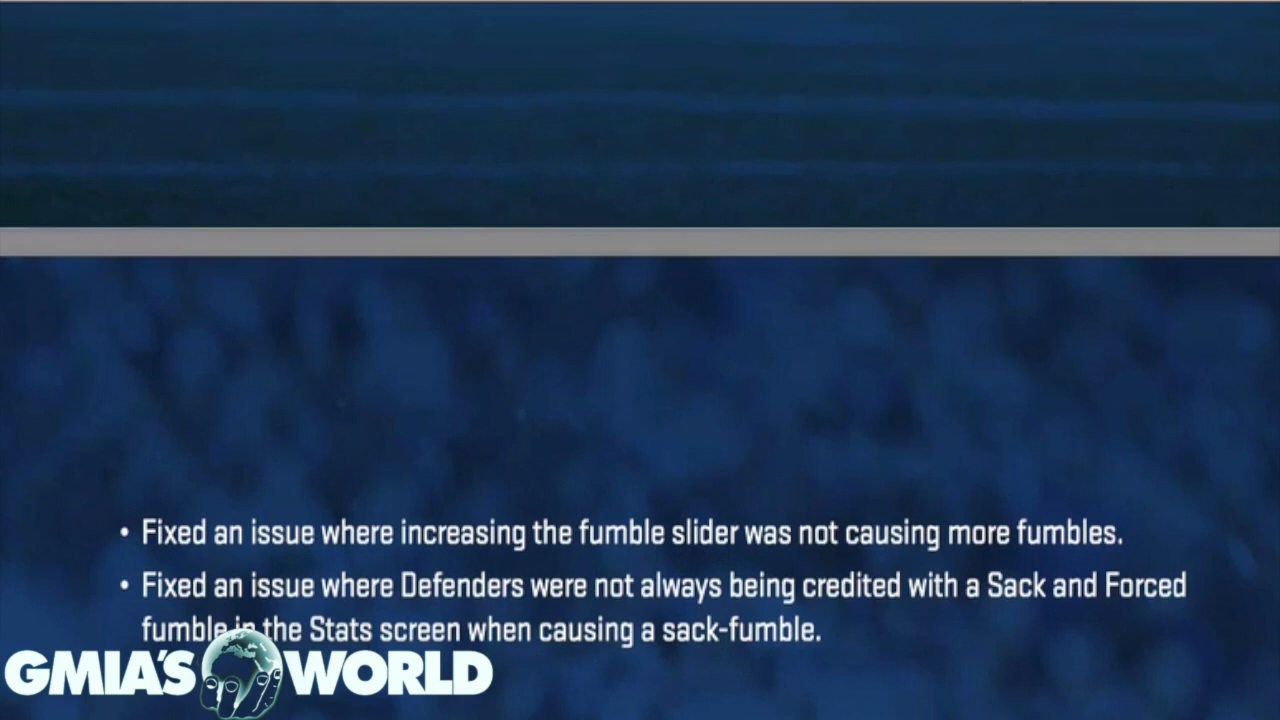 • Fixed an issue where increasing the fumble slider was not causing more fumbles.
• Fixed an issue where Defenders were not always being credited with a Sack and Forced
fumble in the Stats screen when causing a sack-fumble.
GMIA'S WORLD